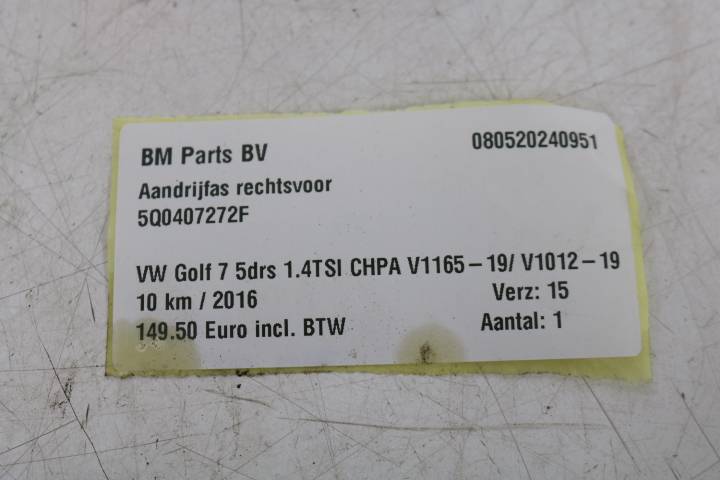 BM Parts BV 080520240951
Aandrijfas rechtsvoor
5Q0407272F
VW Golf 7 5drs 1.4TSI CHPA V1165-19/ V1012-19
10 km / 2016 Verz: 15
149.50 Euro incl. BTW Aantal: 1